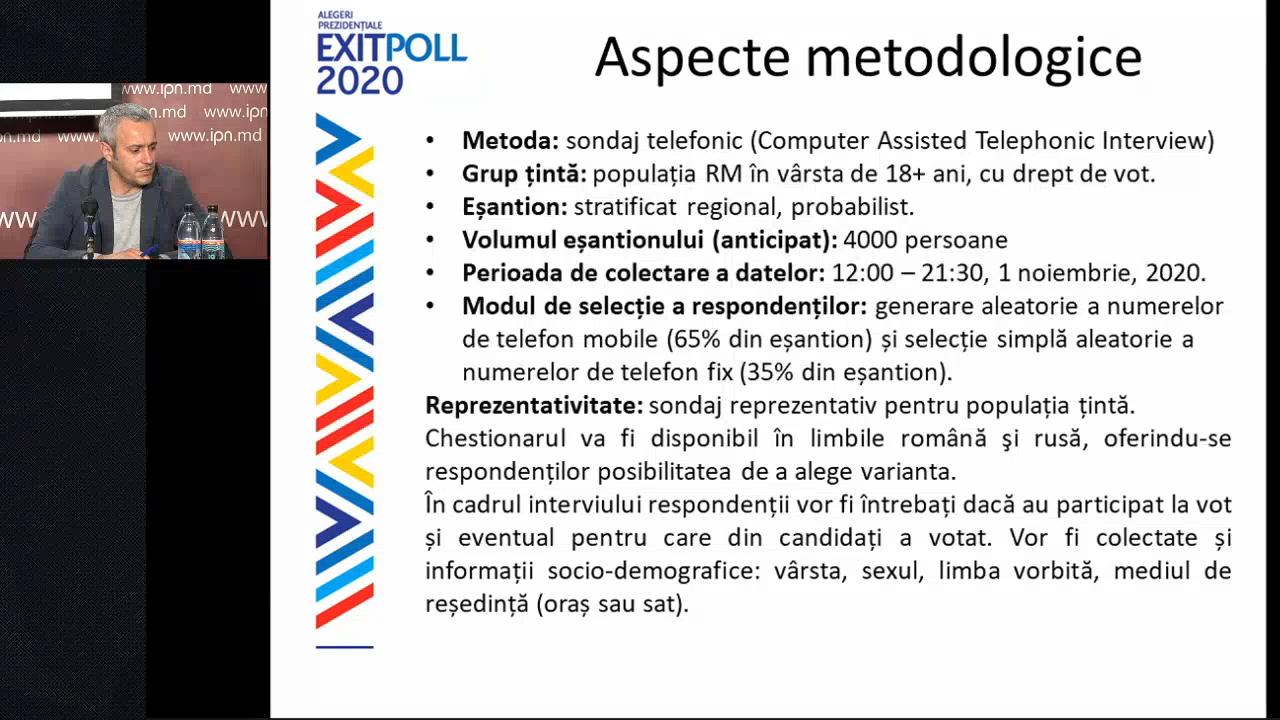 ALEGERI
PREZIDENȚIALE
EXITPOLL
2020
Aspecte metodologice
www.ipn.md www
n.md www.ipn
www.ipn.md
ww
www
• Metoda: sondaj telefonic (Computer Assisted Telephonic Interview)
• Grup țintă: populația RM în vârsta de 18+ ani, cu drept de vot.
• Eșantion: stratificat regional, probabilist.
• Volumul eșantionului (anticipat): 4000 persoane
• Perioada de colectare a datelor: 12:00 – 21:30, 1 noiembrie, 2020.
• Modul de selecție a respondenților: generare aleatorie a numerelor
de telefon mobile (65% din eșantion) și selecție simplă aleatorie a
numerelor de telefon fix (35% din eșantion).
Reprezentativitate: sondaj reprezentativ pentru populația țintă.
Chestionarul va fi disponibil în limbile română şi rusă, oferindu-se
respondenților posibilitatea de a alege varianta.
În cadrul interviului respondenții vor fi întrebați dacă au participat la vot
și eventual pentru care din candidați a votat. Vor fi colectate și
informații socio-demografice: vârsta, sexul, limba vorbită, mediul de
reședință (oraș sau sat).